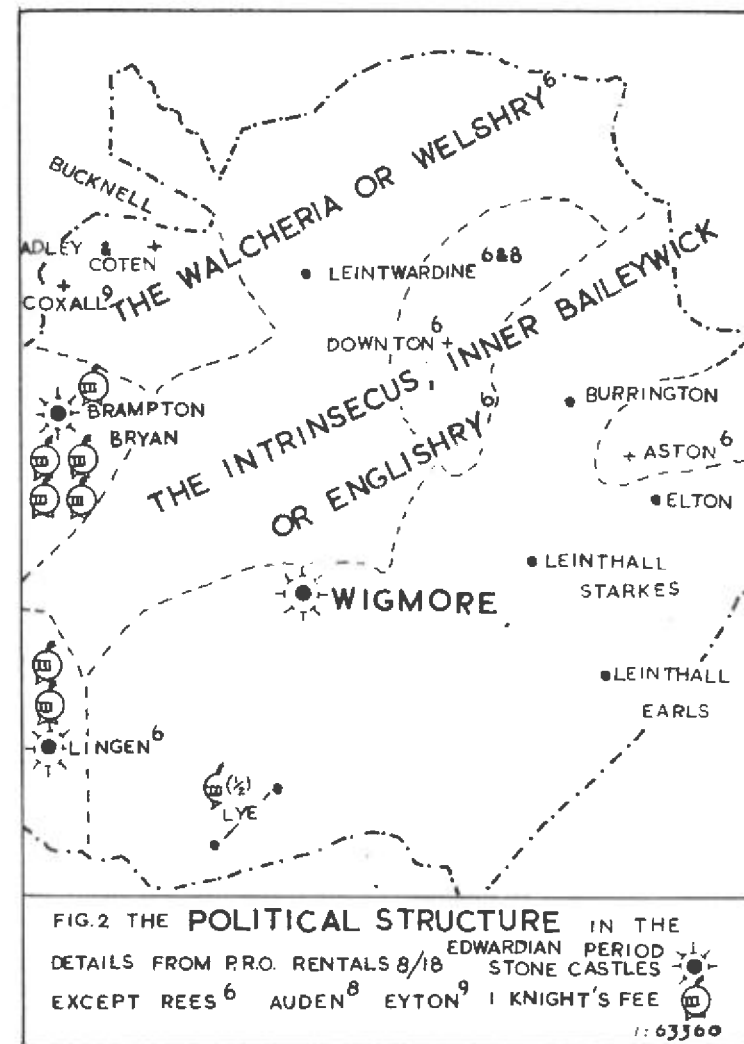 THE WALCHERIA OR WELSHRY⁶
BUCKNELL
ADLEY &
COTEN
COXALL⁹
LEINTWARDINE ⁶&⁸
DOWNTON⁶
THE INTRINSECUS, INNER BAILEYWICK
OR ENGLISHRY⁶
BRAMPTON
BRYAN
BURRINGTON
ASTON⁶
ELTON
LEINTHALL
STARKES
WIGMORE
LEINTHALL
EARLS
LINGEN⁶
(½)
LYE
FIG.2 THE POLITICAL STRUCTURE IN THE
EDWARDIAN PERIOD
DETAILS FROM P.R.O. RENTALS 8/18 STONE CASTLES
EXCEPT REES⁶ AUDEN⁸ EYTON⁹ 1 KNIGHT'S FEE
1:63360